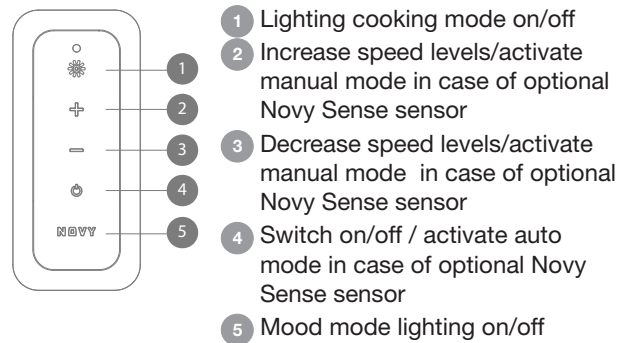 1 Lighting cooking mode on/off
2 Increase speed levels/activate
manual mode in case of optional
Novy Sense sensor
3 Decrease speed levels/activate
manual mode  in case of optional
Novy Sense sensor
4 Switch on/off / activate auto
mode in case of optional Novy
Sense sensor
5 Mood mode lighting on/off
1
2
3
4
NOVY 5